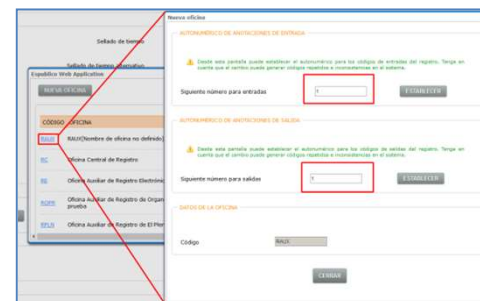 Sellado de tiempo
Sellado de tiempo alternativo
Espublico Web Application
NUEVA OFICINA
CÓDIGO OFICINA
RAUX RAUX[Nombre de oficina no definido]
RC Oficina Central de Registro
RE Oficina Auxiliar de Registro Electrónic
ROPR Oficina Auxiliar de Registro de Organ
prueba
RPLN Oficina Auxiliar de Registro de El Plen
Nueva oficina
AUTONUMÉRICO DE ANOTACIONES DE ENTRADA
Desde esta pantalla puede establecer el autonumérico para los códigos de entradas del registro. Tenga en
cuenta que el cambio puede generar códigos repetidos e inconsistencias en el sistema.
Siguiente número para entradas 1 ESTABLECER
AUTONUMÉRICO DE ANOTACIONES DE SALIDA
Desde esta pantalla puede establecer el autonumérico para los códigos de salidas del registro. Tenga en
cuenta que el cambio puede generar códigos repetidos e inconsistencias en el sistema.
Siguiente número para salidas 1 ESTABLECER
DATOS DE LA OFICINA
Código RAUX
CERRAR